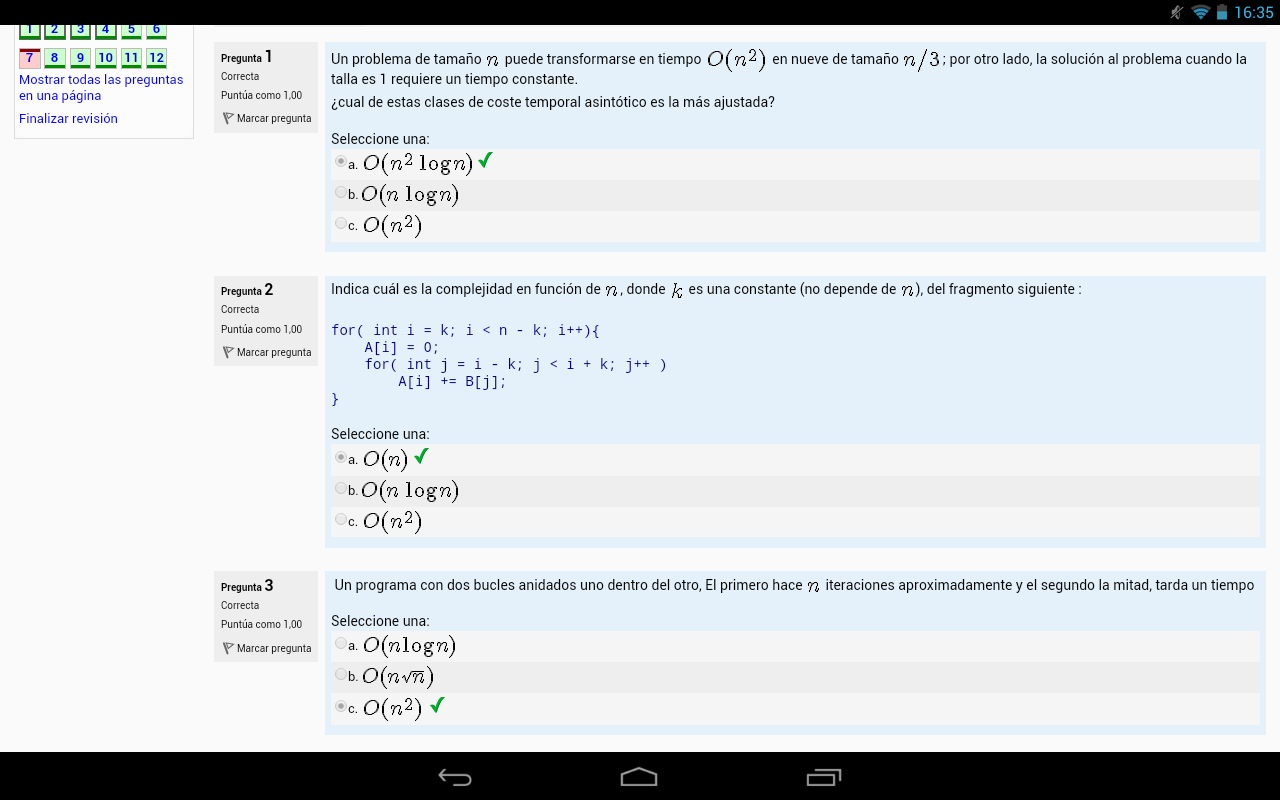 16:35
1 2 3 4 5 6
7 8 9 10 11 12
Mostrar todas las preguntas
en una página
Finalizar revisión
Pregunta 1
Correcta
Puntúa como 1,00
Marcar pregunta
Un problema de tamaño n puede transformarse en tiempo O(n²) en nueve de tamaño n/3; por otro lado, la solución al problema cuando la
talla es 1 requiere un tiempo constante.
¿cual de estas clases de coste temporal asintótico es la más ajustada?
Seleccione una:
a. O(n² log n)
b. O(n log n)
c. O(n²)
Pregunta 2
Correcta
Puntúa como 1,00
Marcar pregunta
Indica cuál es la complejidad en función de n, donde k es una constante (no depende de n), del fragmento siguiente :
for( int i = k; i < n - k; i++){
    A[i] = 0;
    for( int j = i - k; j < i + k; j++ )
        A[i] += B[j];
}
Seleccione una:
a. O(n)
b. O(n log n)
c. O(n²)
Pregunta 3
Correcta
Puntúa como 1,00
Marcar pregunta
Un programa con dos bucles anidados uno dentro del otro, El primero hace n iteraciones aproximadamente y el segundo la mitad, tarda un tiempo
Seleccione una:
a. O(n log n)
b. O(n√n)
c. O(n²)